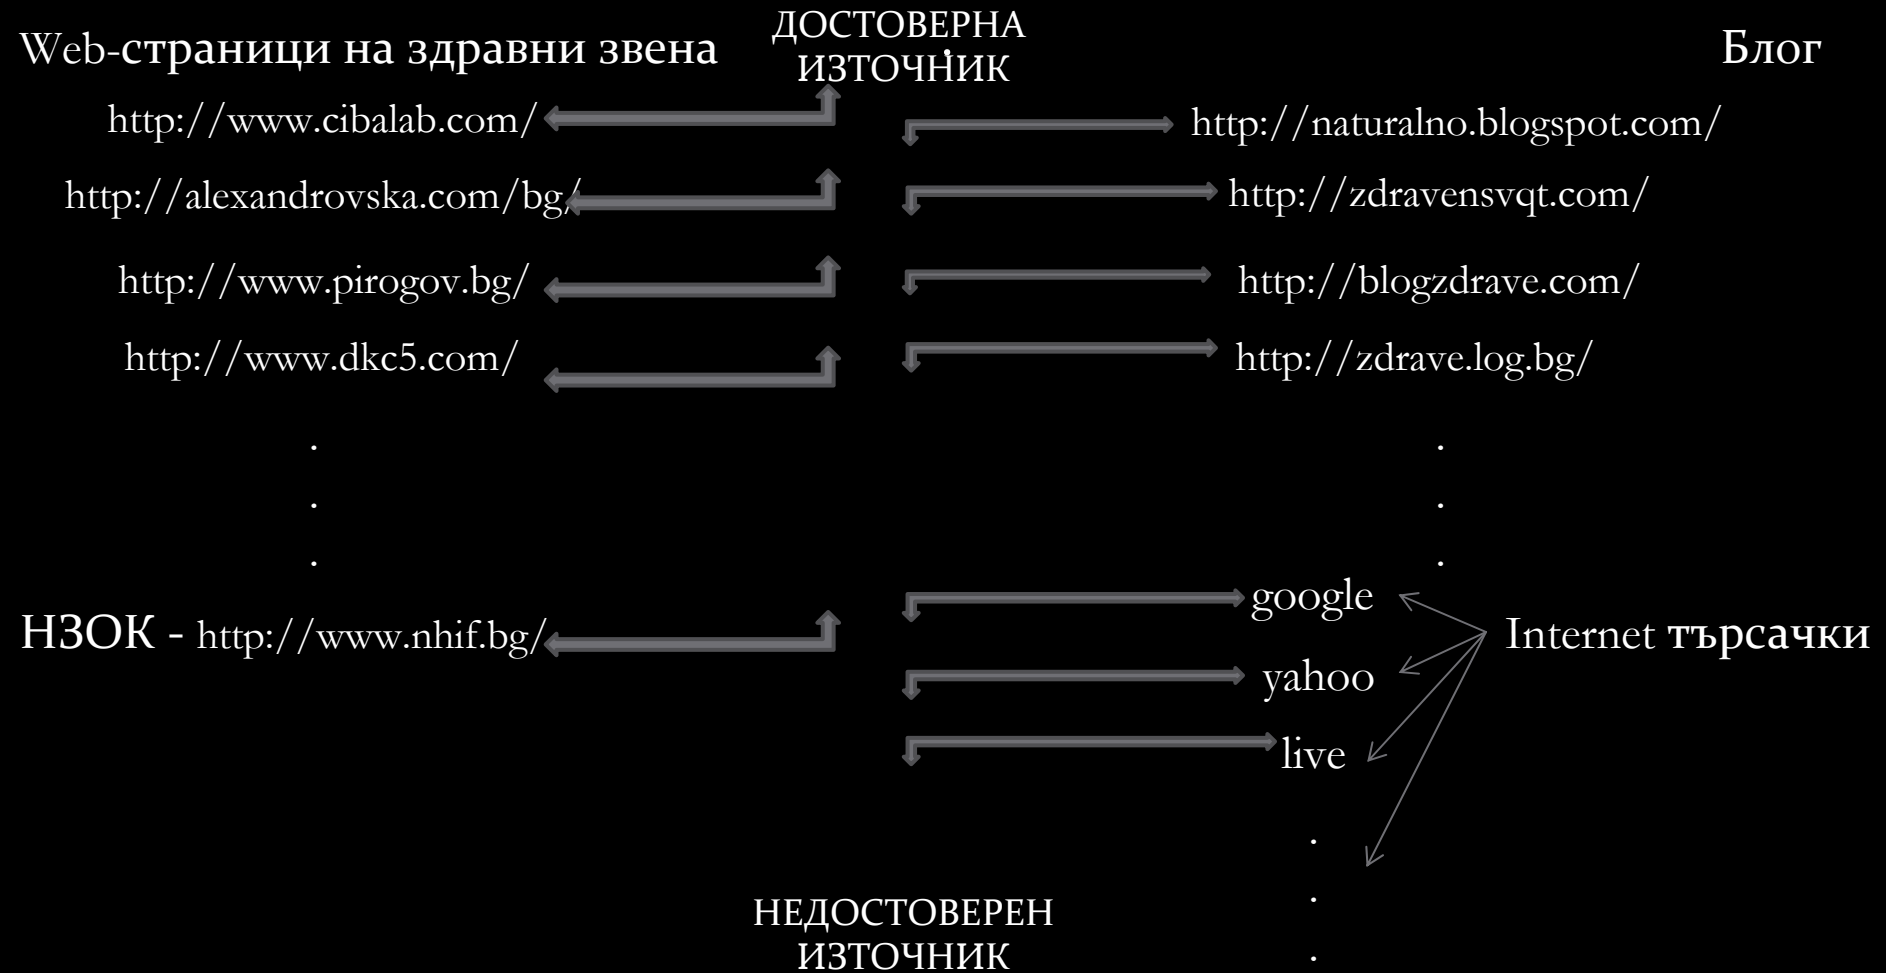 Web-страници на здравни звена
ДОСТОВЕРНА
ИЗТОЧНИК
Блог
http://www.cibalab.com/
http://naturalno.blogspot.com/
http://alexandrovska.com/bg/
http://zdravensvqt.com/
http://www.pirogov.bg/
http://blogzdrave.com/
http://www.dkc5.com/
http://zdrave.log.bg/
.
.
.
.
.
.
google
НЗОК - http://www.nhif.bg/
Internet търсачки
yahoo
live
.
.
.
НЕДОСТОВЕРЕН
ИЗТОЧНИК